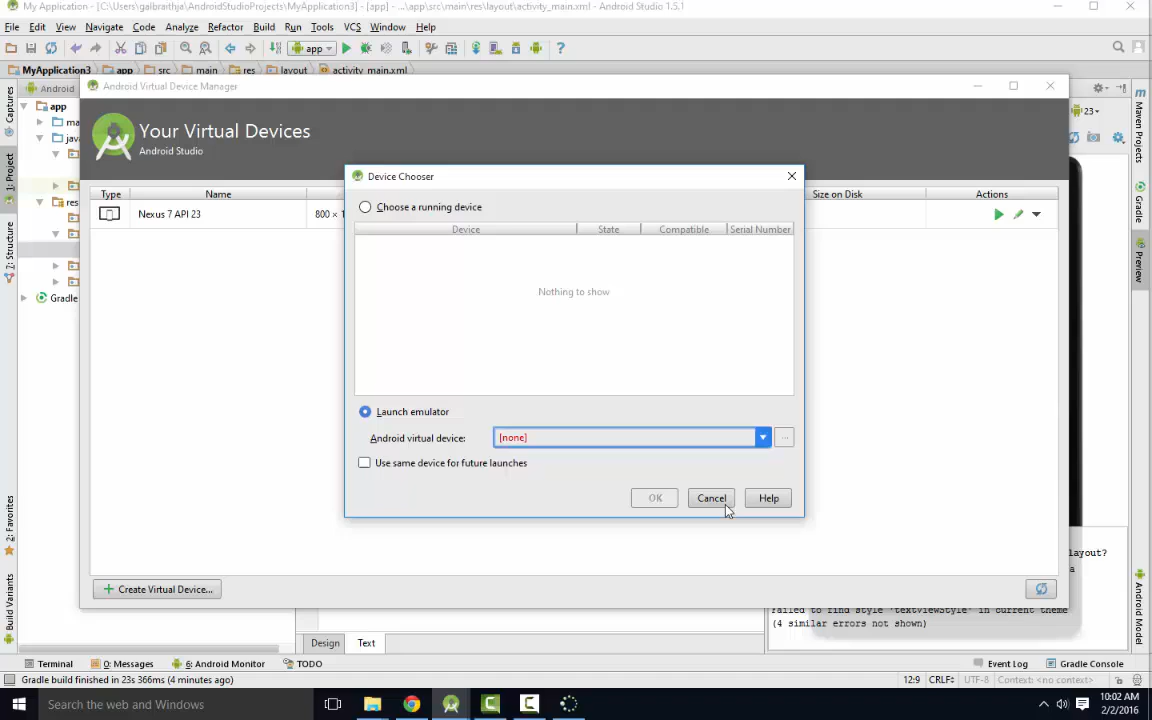 My Application - [C:\Users\galbraithja\AndroidStudioProjects\MyApplication3] - [app] - ...\app\src\main\res\layout\activity_main.xml - Android Studio 1.5.1
File Edit View Navigate Code Analyze Refactor Build Run Tools VCS Window Help
app
MyApplication3 app src main res layout activity_main.xml
Android
Android Virtual Device Manager
Captures
app
ma
java
res
Gradle
1: Project
7: Structure
2: Favorites
Build Variants
Your Virtual Devices
Android Studio
Type Name Size on Disk Actions
Nexus 7 API 23 800 × 1
Device Chooser
Choose a running device
Device State Compatible Serial Number
Nothing to show
Launch emulator
Android virtual device: [none] ...
Use same device for future launches
OK Cancel Help
Create Virtual Device...
23
m
Maven Projects
Gradle
Preview
Android Model
layout?
Failed to find style 'textViewStyle' in current theme
(4 similar errors not shown)
Design Text
Terminal 0: Messages 6: Android Monitor TODO Event Log Gradle Console
Gradle build finished in 23s 366ms (4 minutes ago) 12:9 CRLF UTF-8 Context: <no context>
Search the web and Windows
10:02 AM
2/2/2016